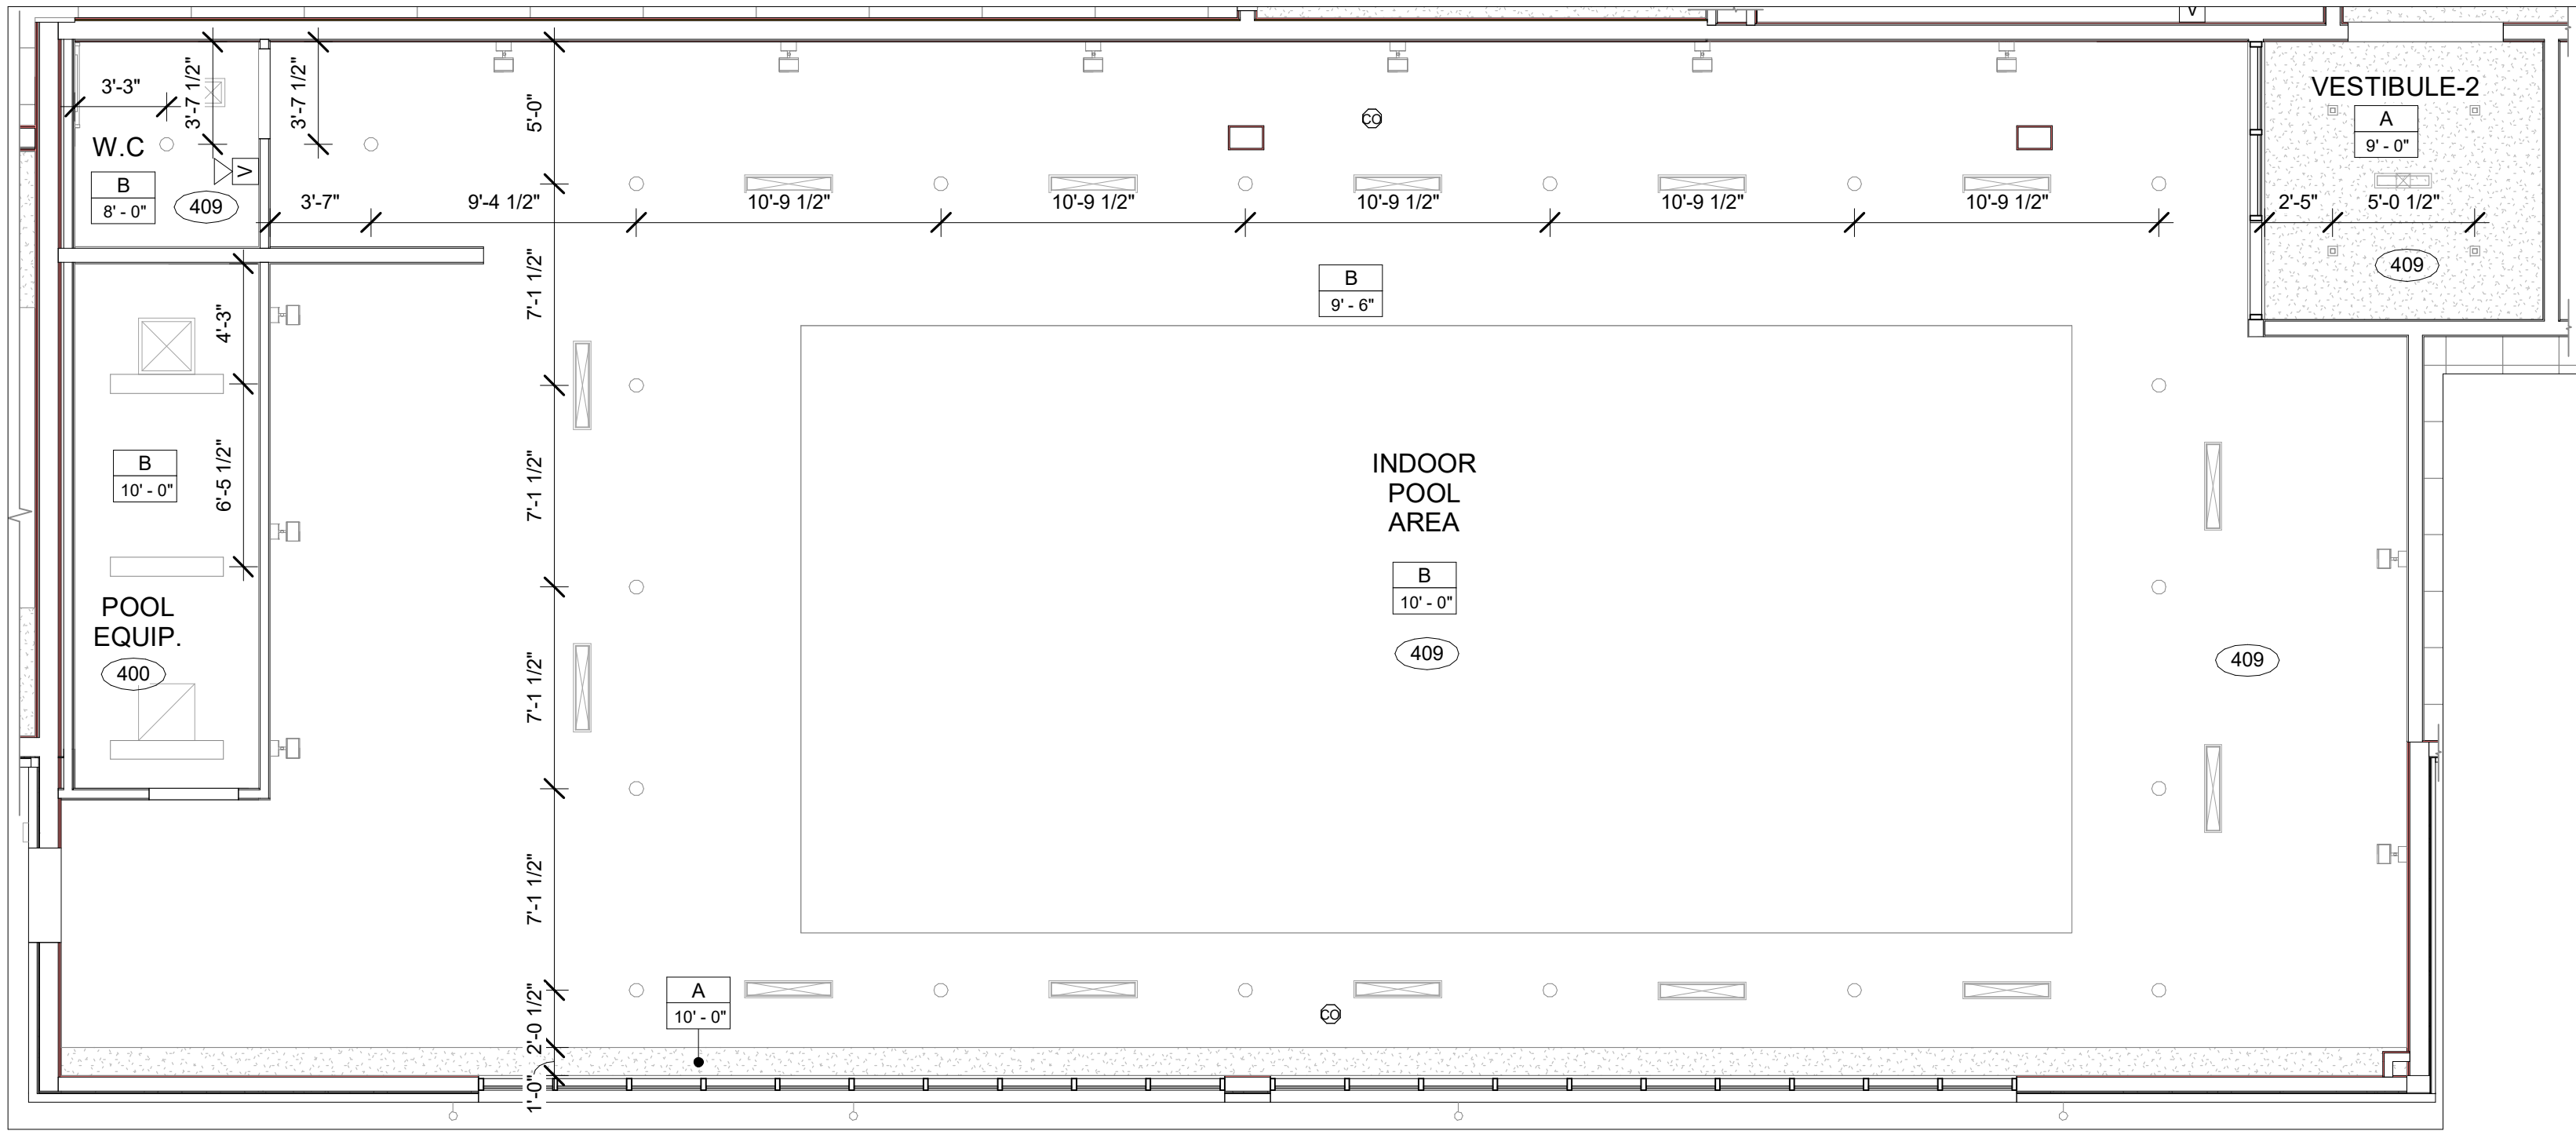 V
3'-3"
3'-7 1/2"
3'-7 1/2"
5'-0"
CO
VESTIBULE-2
A
9' - 0"
W.C
V
B
8' - 0"
409
3'-7"
9'-4 1/2"
10'-9 1/2"
10'-9 1/2"
10'-9 1/2"
10'-9 1/2"
10'-9 1/2"
2'-5"
5'-0 1/2"
409
B
9' - 6"
7'-1 1/2"
4'-3"
B
10' - 0"
6'-5 1/2"
7'-1 1/2"
INDOOR
POOL
AREA
B
10' - 0"
409
409
POOL
EQUIP.
400
7'-1 1/2"
7'-1 1/2"
A
10' - 0"
2'-0 1/2"
CO
1'-0"